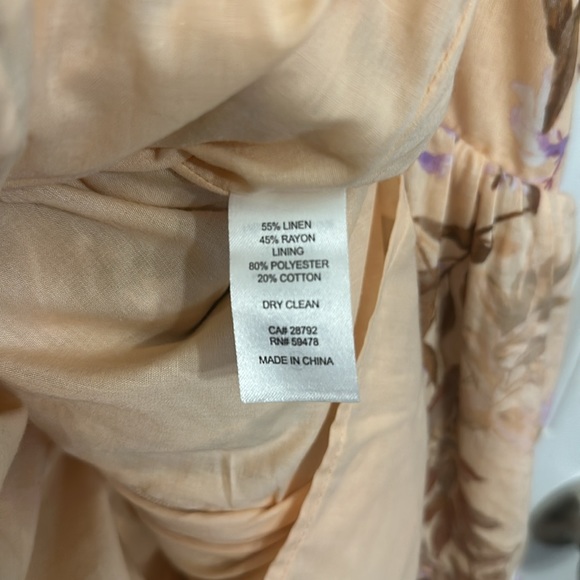 55% LINEN
45% RAYON
LINING
80% POLYESTER
20% COTTON
DRY CLEAN
CA# 28792
RN# 59478
MADE IN CHINA